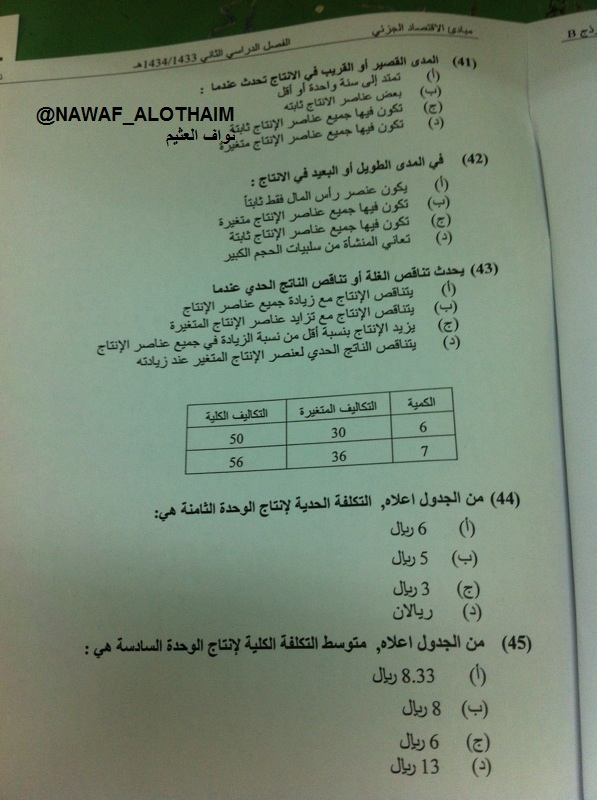 مبادئ الاقتصاد الجزئي
الفصل الدراسي الثاني 1434/1433هـ
ذج B
(41) المدى القصير أو القريب في الانتاج تحدث عندما :
(أ) تمتد إلى سنة واحدة أو أقل
(ب) بعض عناصر الانتاج ثابته
(ج) تكون فيها جميع عناصر الإنتاج ثابتة
(د) تكون فيها جميع عناصر الإنتاج متغيرة
@NAWAF_ALOTHAIM
نواف العثيم
(42) في المدى الطويل أو البعيد في الانتاج :
(أ) يكون عنصر رأس المال فقط ثابتاً
(ب) تكون فيها جميع عناصر الإنتاج متغيرة
(ج) تكون فيها جميع عناصر الإنتاج ثابتة
(د) تعاني المنشأة من سلبيات الحجم الكبير
(43) يحدث تناقص الغلة أو تناقص الناتج الحدي عندما
(أ) يتناقص الإنتاج مع زيادة جميع عناصر الإنتاج
(ب) يتناقص الإنتاج مع تزايد عناصر الإنتاج المتغيرة
(ج) يزيد الإنتاج بنسبة أقل من نسبة الزيادة في جميع عناصر الإنتاج
(د) يتناقص الناتج الحدي لعنصر الإنتاج المتغير عند زيادته
الكمية التكاليف المتغيرة التكاليف الكلية
6 30 50
7 36 56
(44) من الجدول اعلاه, التكلفة الحدية لإنتاج الوحدة الثامنة هي:
(أ) 6 ريال
(ب) 5 ريال
(ج) 3 ريال
(د) ريالان
(45) من الجدول اعلاه, متوسط التكلفة الكلية لإنتاج الوحدة السادسة هي :
(أ) 8.33 ريال
(ب) 8 ريال
(ج) 6 ريال
(د) 13 ريال